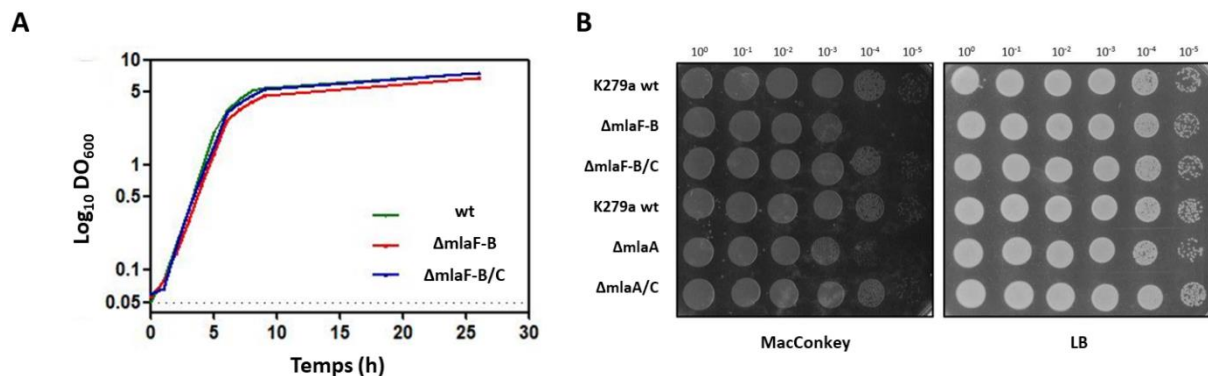 A
Log₁₀ DO₆₀₀
10
5
1
0.5
0.1
0.05
wt
ΔmlaF-B
ΔmlaF-B/C
0 5 10 15 20 25 30
Temps (h)
B
10⁰ 10⁻¹ 10⁻² 10⁻³ 10⁻⁴ 10⁻⁵ 10⁰ 10⁻¹ 10⁻² 10⁻³ 10⁻⁴ 10⁻⁵
K279a wt
ΔmlaF-B
ΔmlaF-B/C
K279a wt
ΔmlaA
ΔmlaA/C
MacConkey LB